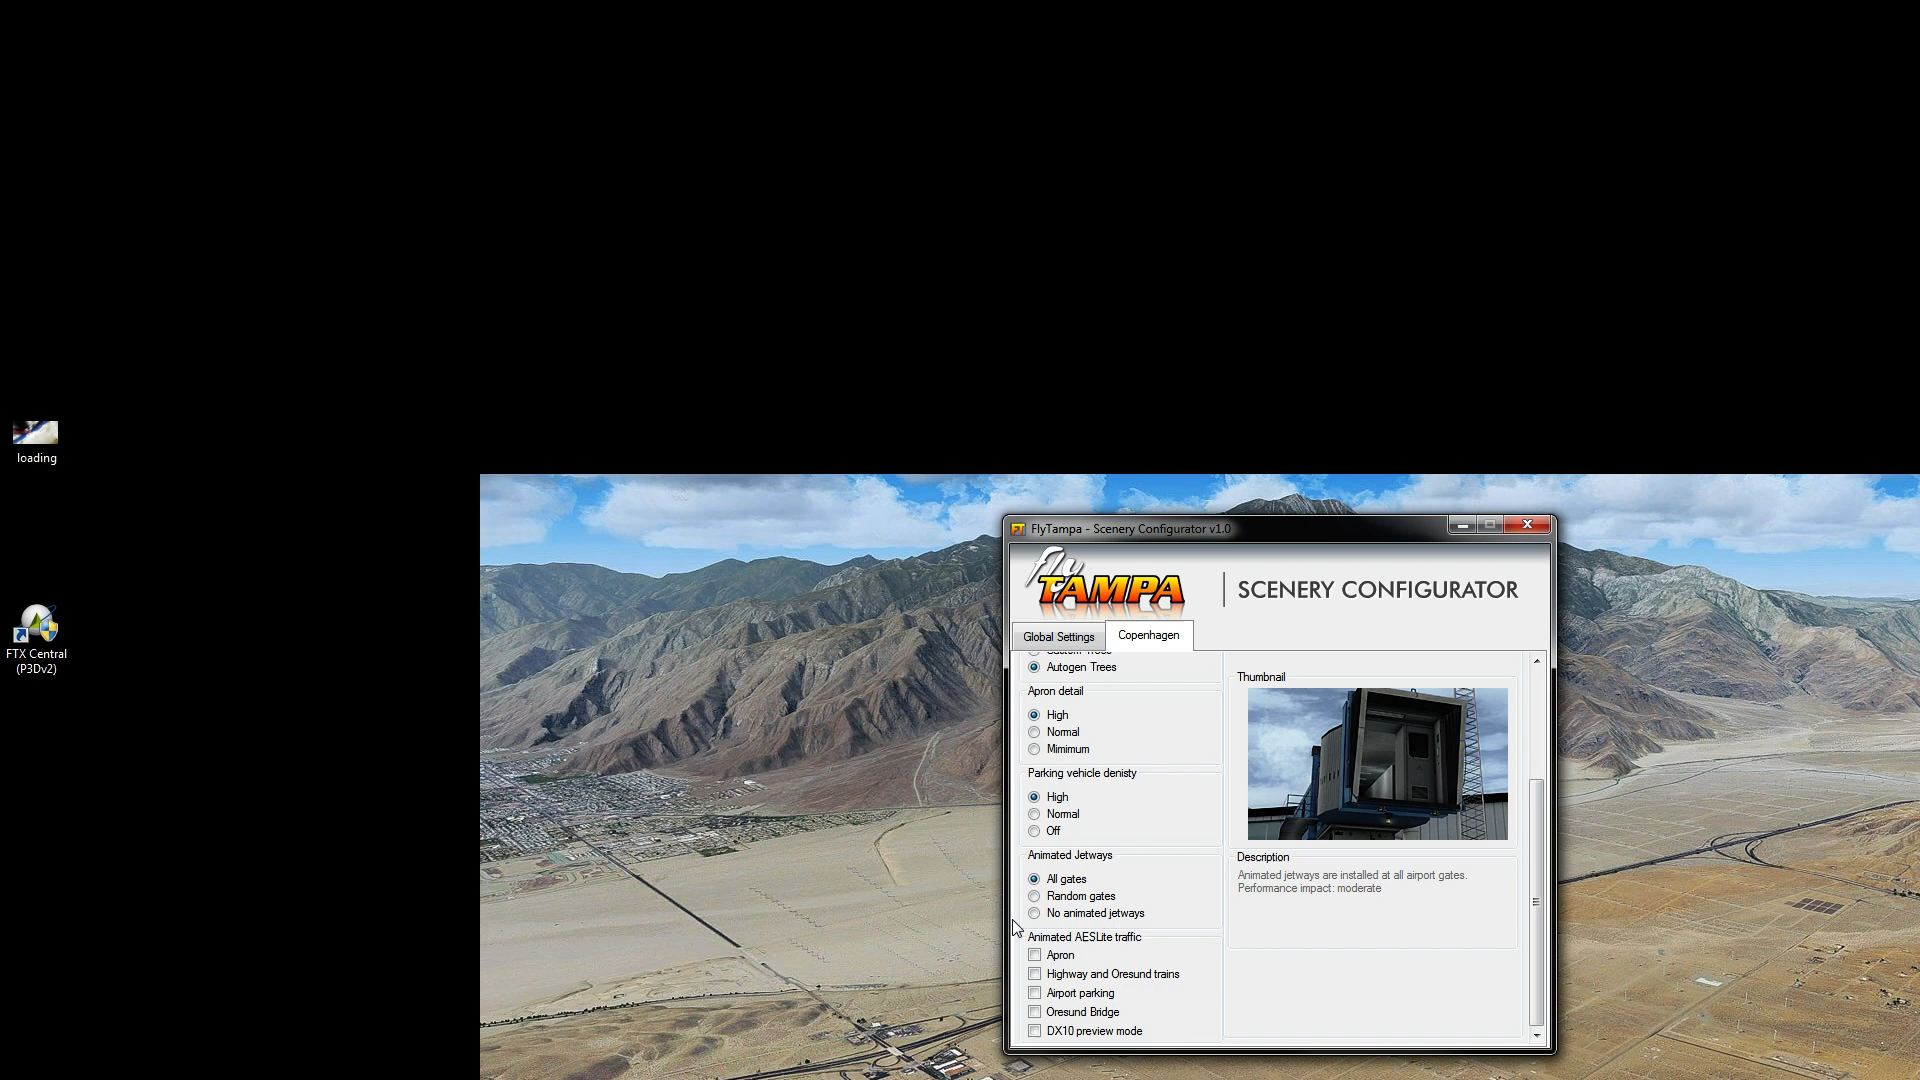 loading
FTX Central
(P3Dv2)
FlyTampa - Scenery Configurator v1.0
fly
TAMPA
SCENERY CONFIGURATOR
Global Settings
Copenhagen
Autogen Trees
Apron detail
High
Normal
Mimimum
Parking vehicle denisty
High
Normal
Off
Animated Jetways
All gates
Random gates
No animated jetways
Animated AESLite traffic
Apron
Highway and Oresund trains
Airport parking
Oresund Bridge
DX10 preview mode
Thumbnail
Description
Animated jetways are installed at all airport gates.
Performance impact: moderate